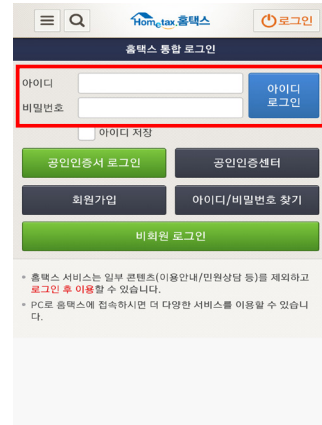 Hometax.홈택스
로그인
홈택스 통합 로그인
아이디
비밀번호
아이디
로그인
아이디 저장
공인인증서 로그인
공인인증센터
회원가입
아이디/비밀번호 찾기
비회원 로그인
홈택스 서비스는 일부 콘텐츠(이용안내/민원상담 등)를 제외하고
로그인 후 이용할 수 있습니다.
PC로 홈택스에 접속하시면 더 다양한 서비스를 이용할 수 있습니
다.